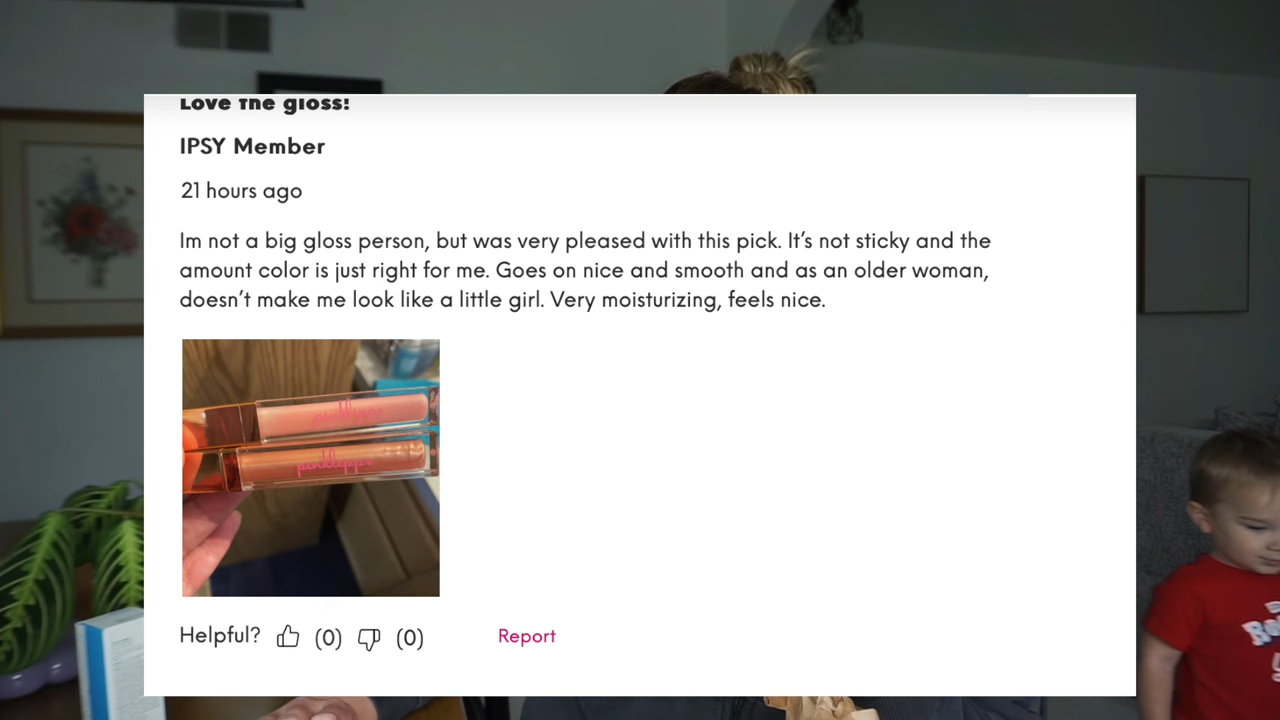 Love the gloss!
IPSY Member
21 hours ago
Im not a big gloss person, but was very pleased with this pick. It’s not sticky and the
amount color is just right for me. Goes on nice and smooth and as an older woman,
doesn’t make me look like a little girl. Very moisturizing, feels nice.
Helpful? (0) (0) Report